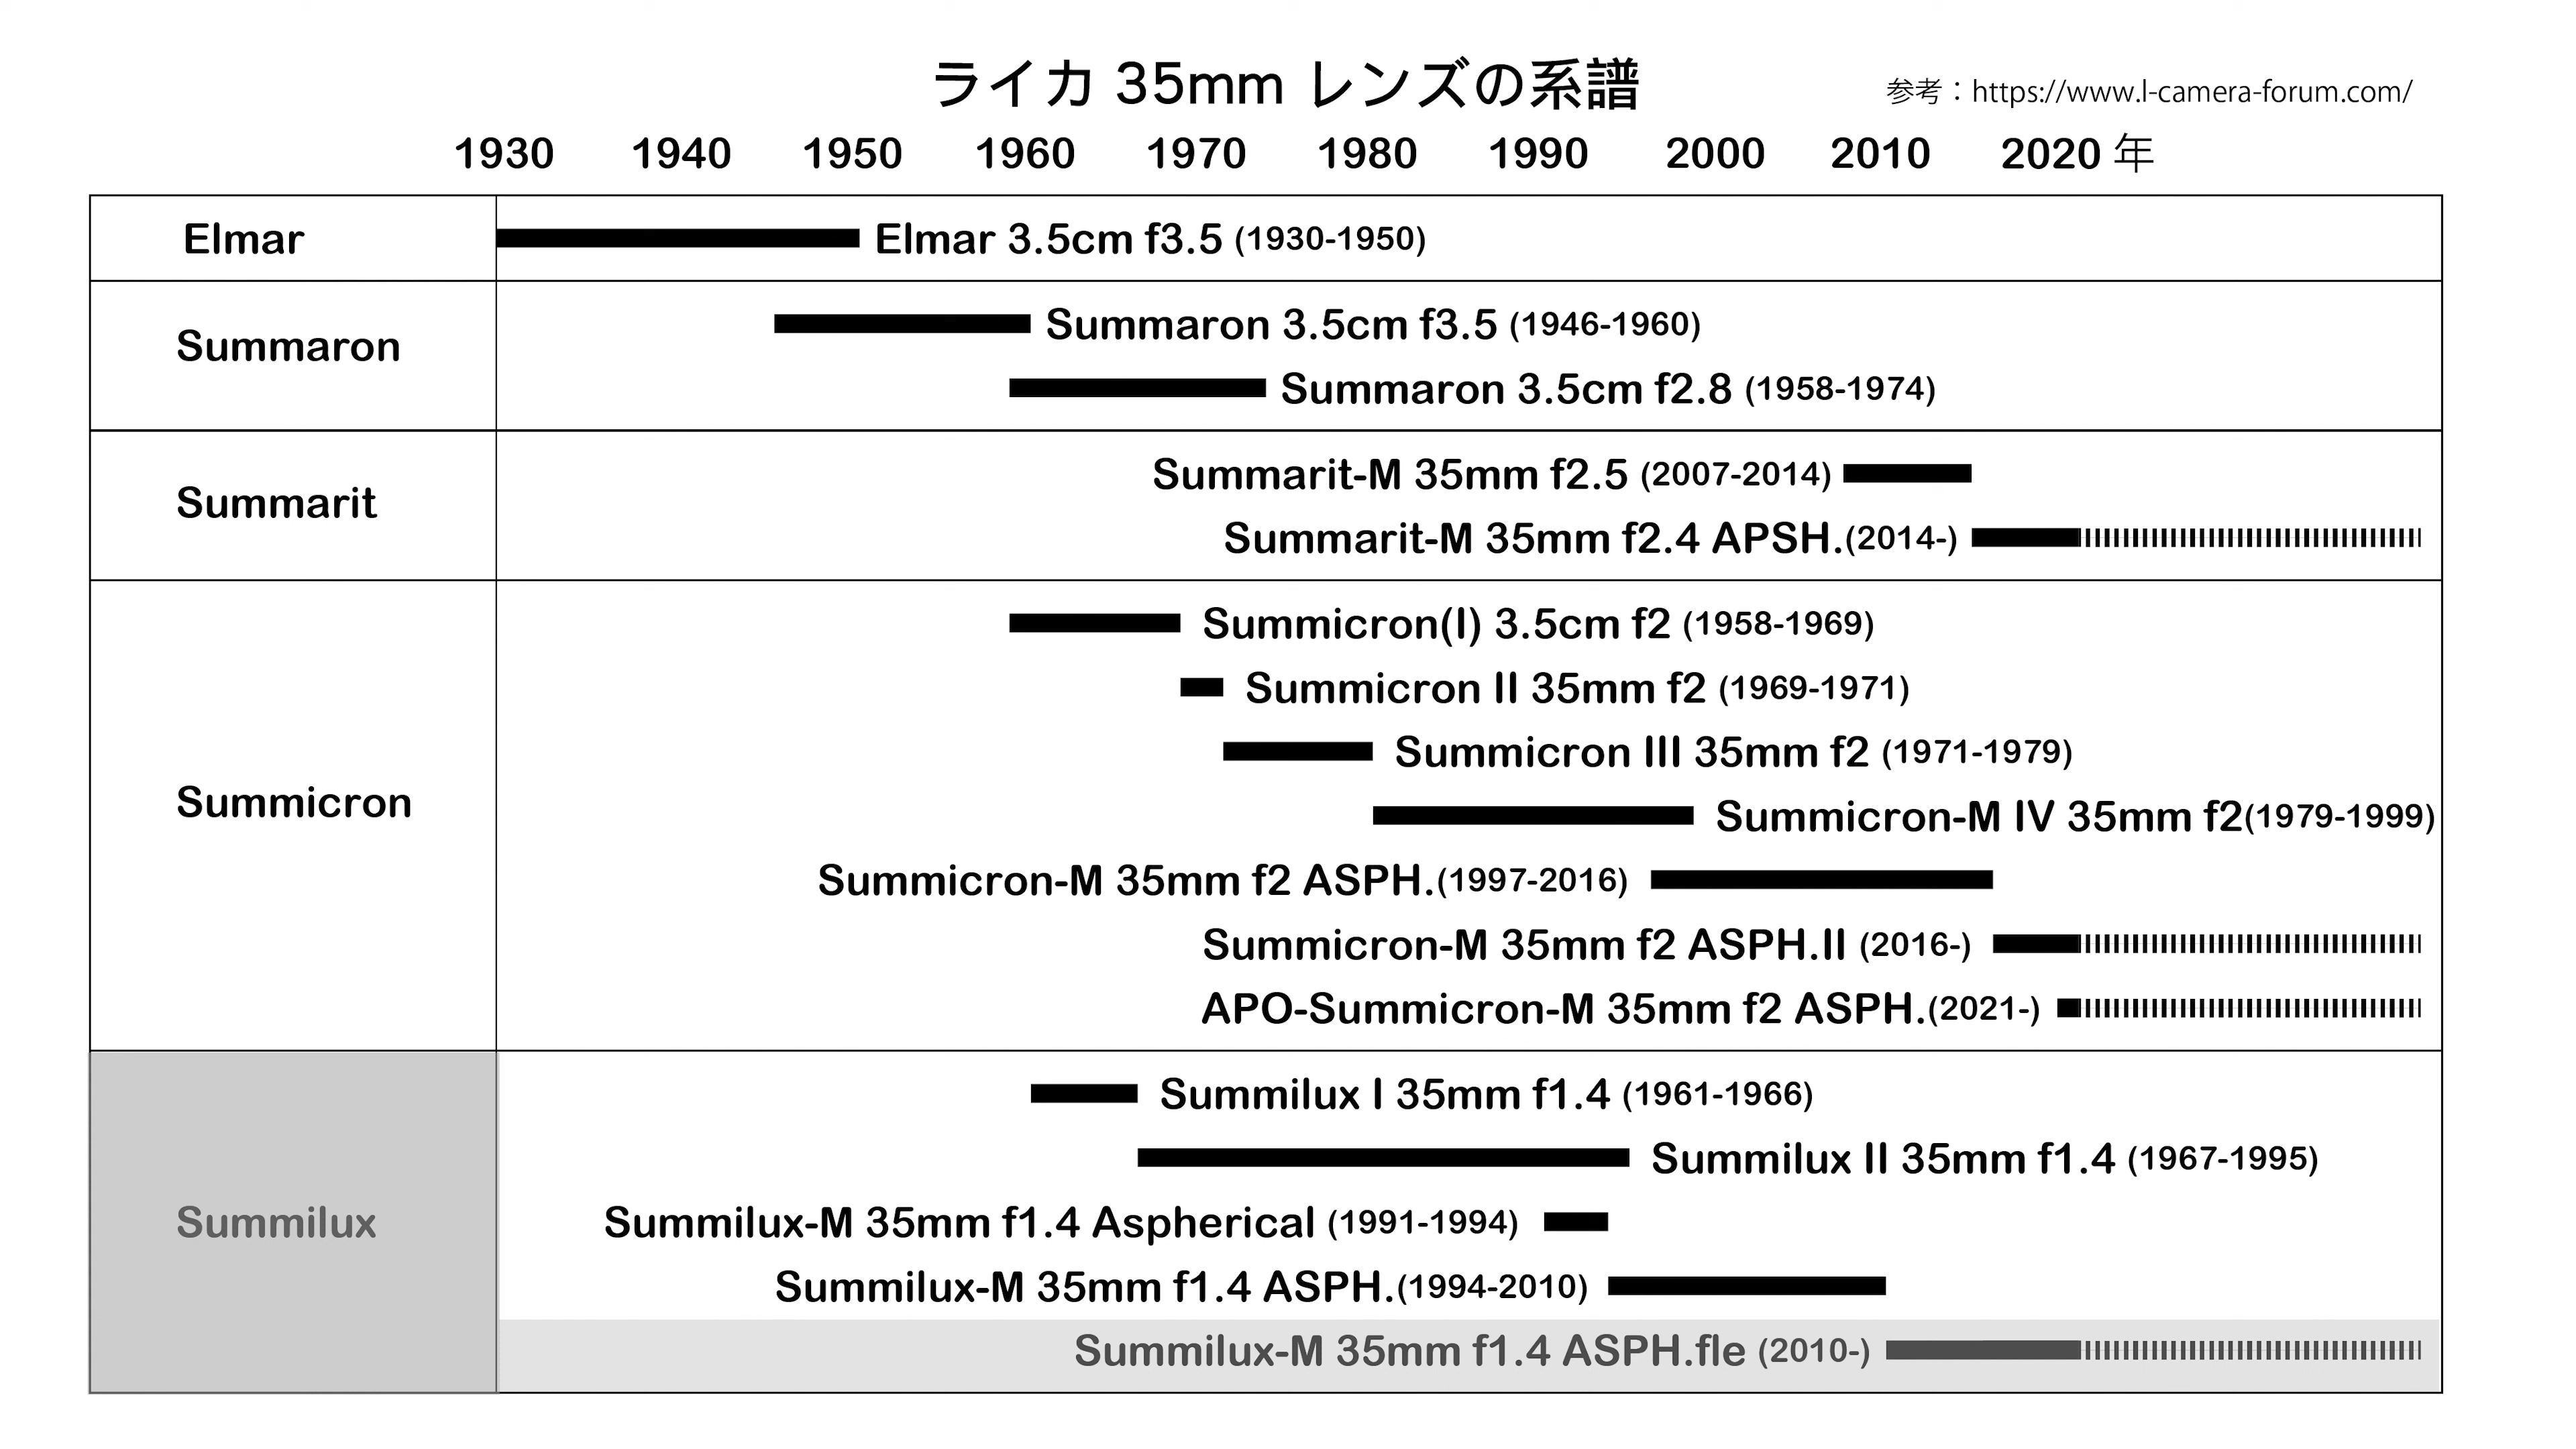 ライカ 35mm レンズの系譜
参考：https://www.l-camera-forum.com/
1930 1940 1950 1960 1970 1980 1990 2000 2010 2020 年
Elmar
Elmar 3.5cm f3.5 (1930-1950)
Summaron
Summaron 3.5cm f3.5 (1946-1960)
Summaron 3.5cm f2.8 (1958-1974)
Summarit
Summarit-M 35mm f2.5 (2007-2014)
Summarit-M 35mm f2.4 APSH.(2014-)
Summicron
Summicron(I) 3.5cm f2 (1958-1969)
Summicron II 35mm f2 (1969-1971)
Summicron III 35mm f2 (1971-1979)
Summicron-M IV 35mm f2(1979-1999)
Summicron-M 35mm f2 ASPH.(1997-2016)
Summicron-M 35mm f2 ASPH.II (2016-)
APO-Summicron-M 35mm f2 ASPH.(2021-)
Summilux
Summilux I 35mm f1.4 (1961-1966)
Summilux II 35mm f1.4 (1967-1995)
Summilux-M 35mm f1.4 Aspherical (1991-1994)
Summilux-M 35mm f1.4 ASPH.(1994-2010)
Summilux-M 35mm f1.4 ASPH.fle (2010-)